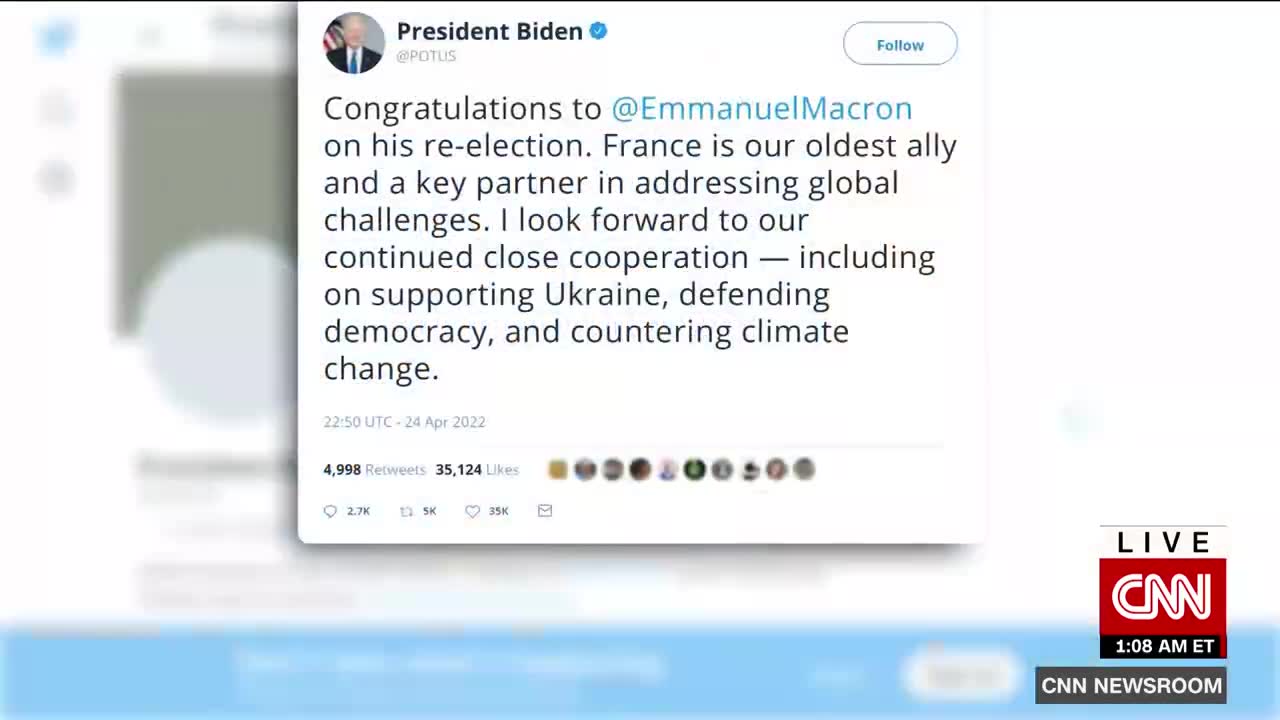 President Biden
@POTUS
Follow
Congratulations to @EmmanuelMacron
on his re-election. France is our oldest ally
and a key partner in addressing global
challenges. I look forward to our
continued close cooperation — including
on supporting Ukraine, defending
democracy, and countering climate
change.
22:50 UTC - 24 Apr 2022
4,998 Retweets 35,124 Likes
2.7K 5K 35K
LIVE
CNN
1:08 AM ET
CNN NEWSROOM